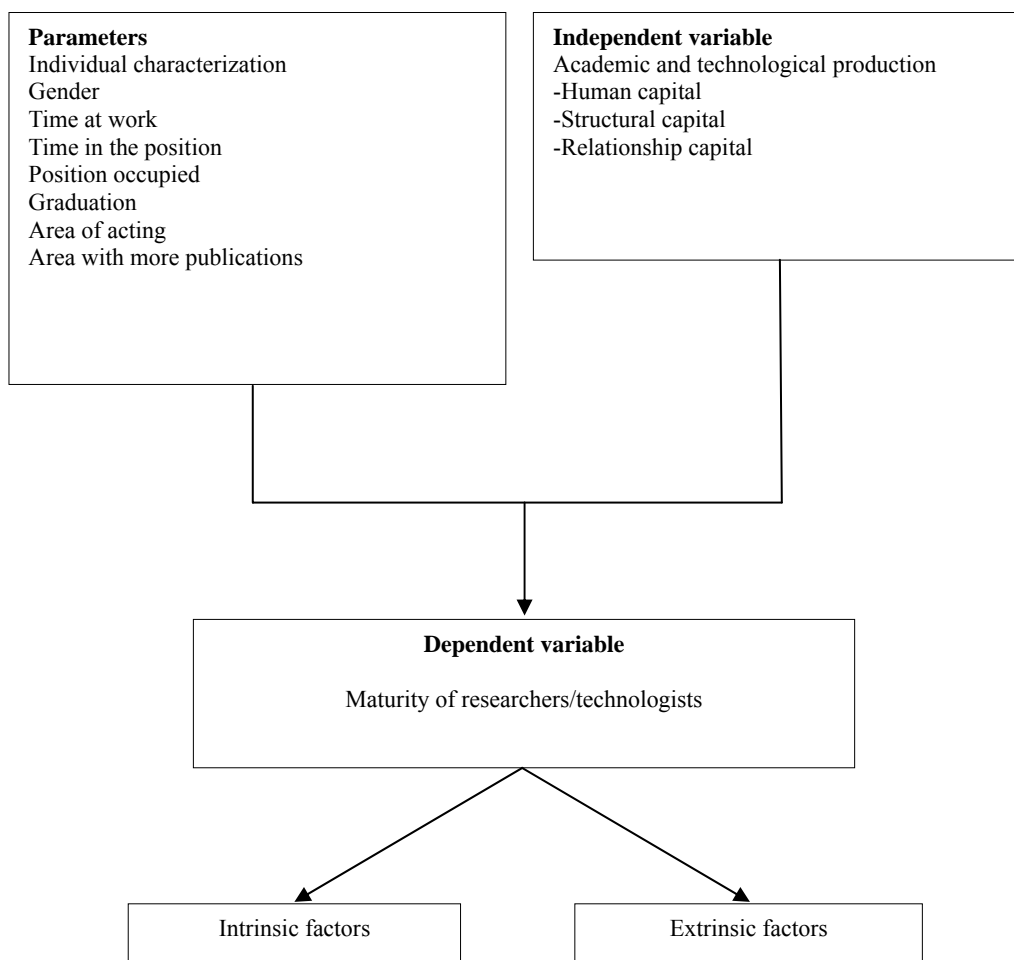 Parameters
Individual characterization
Gender
Time at work
Time in the position
Position occupied
Graduation
Area of acting
Area with more publications
Independent variable
Academic and technological production
-Human capital
-Structural capital
-Relationship capital
Dependent variable
Maturity of researchers/technologists
Intrinsic factors
Extrinsic factors